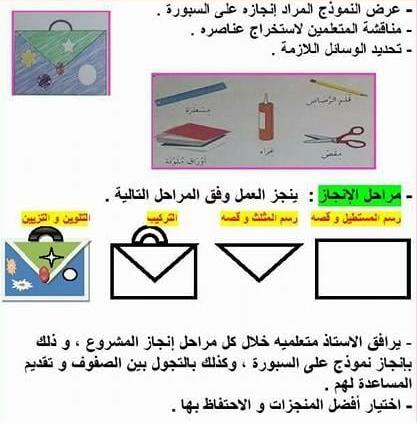 - عرض النموذج المراد إنجازه على السبورة .
- مناقشة المتعلمين لاستخراج عناصره .
- تحديد الوسائل اللازمة .
مسطرة
قلم الرصاص
أوراق ملونة
غراء
مقص
- مراحل الإنجاز : ينجز العمل وفق المراحل التالية .
رسم المستطيل و قصه
رسم المثلث و قصه
التركيب
التلوين و التزيين
- يرافق الاستاذ متعلميه خلال كل مراحل إنجاز المشروع ، و ذلك
بإنجاز نموذج على السبورة ، وكذلك بالتجول بين الصفوف و تقديم
المساعدة لهم .
- اختيار أفضل المنجزات و الاحتفاظ بها .